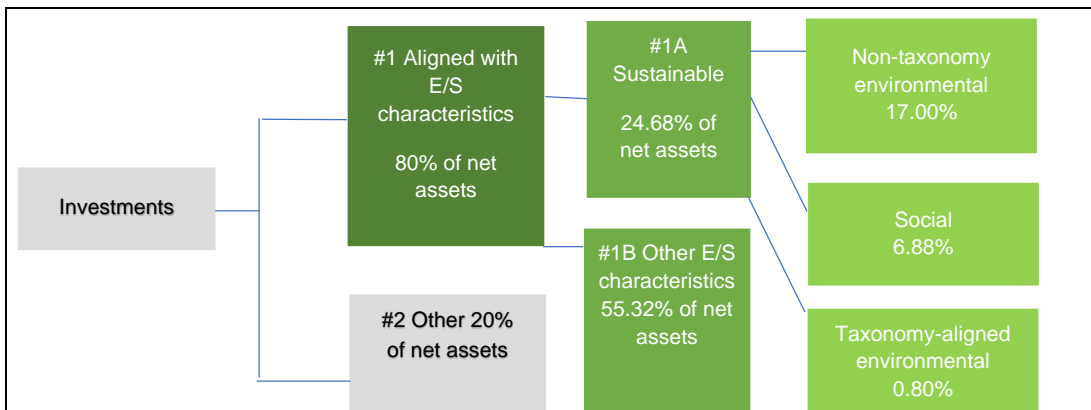 Investments
#1 Aligned with
E/S
characteristics
80% of net
assets
#2 Other 20%
of net assets
#1A
Sustainable
24.68% of
net assets
#1B Other E/S
characteristics
55.32% of net
assets
Non-taxonomy
environmental
17.00%
Social
6.88%
Taxonomy-aligned
environmental
0.80%